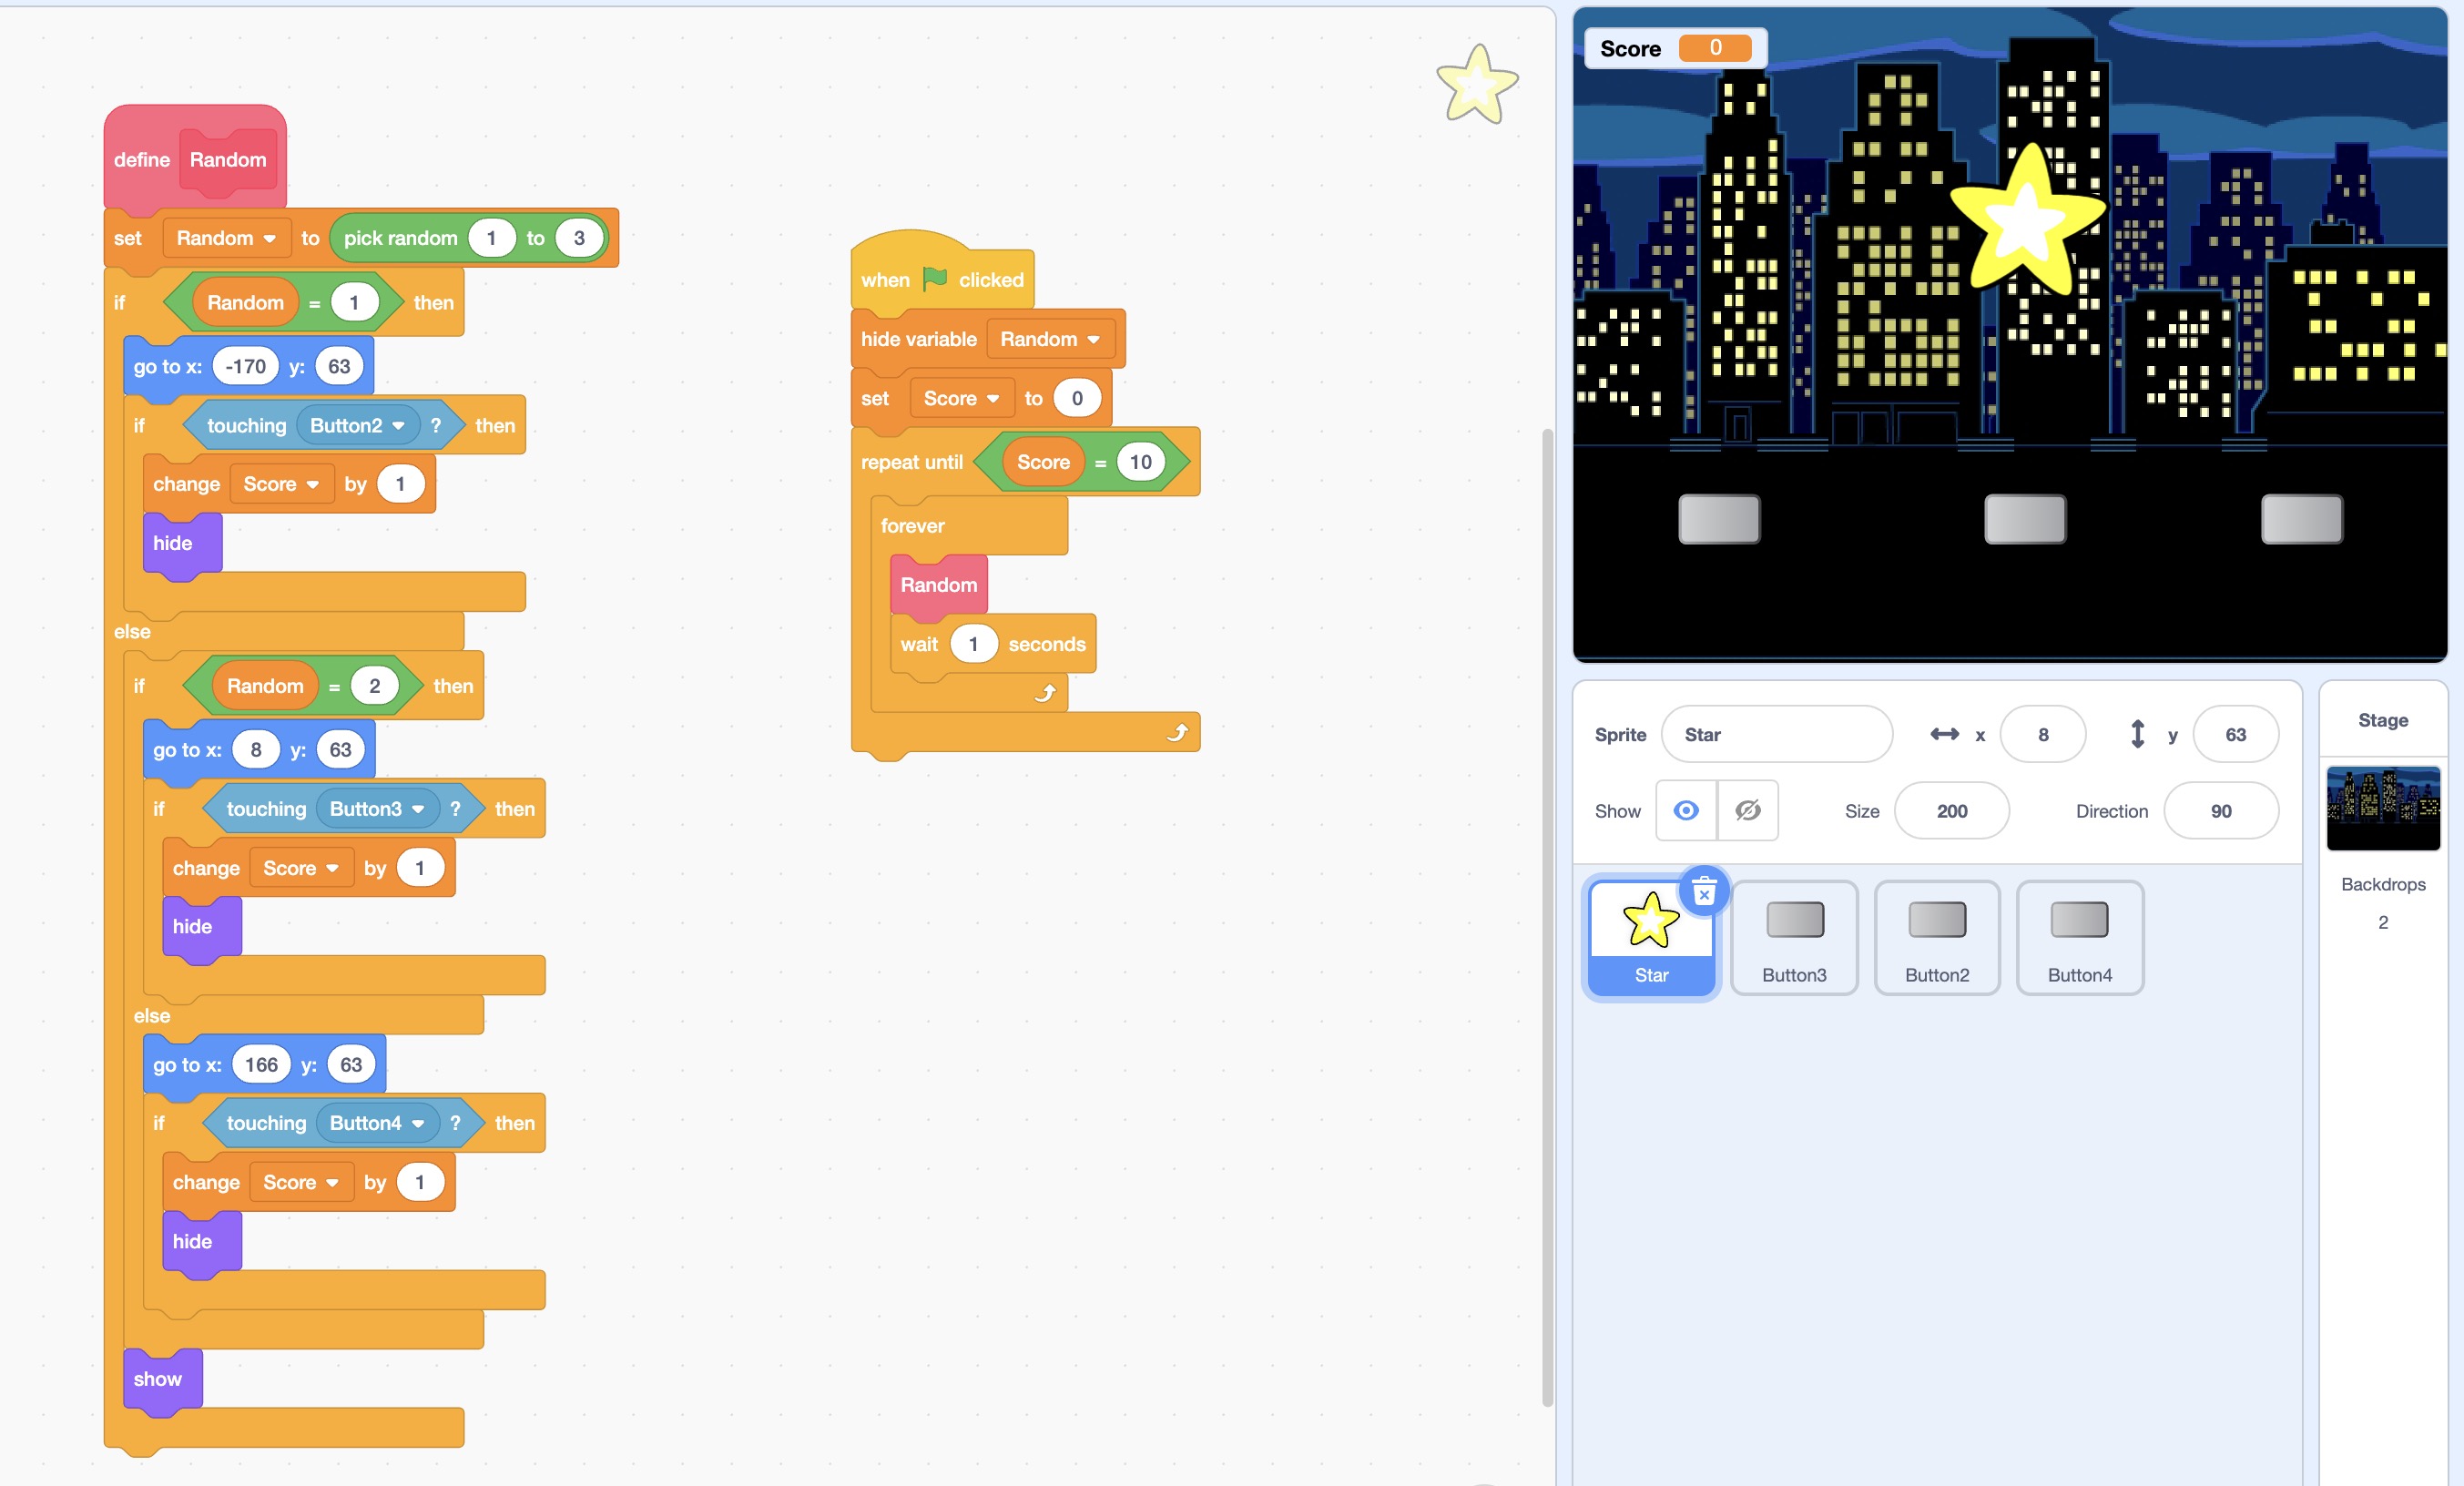 define Random
set Random to pick random 1 to 3
if Random = 1 then
go to x: -170 y: 63
if touching Button2 ? then
change Score by 1
hide
else
if Random = 2 then
go to x: 8 y: 63
if touching Button3 ? then
change Score by 1
hide
else
go to x: 166 y: 63
if touching Button4 ? then
change Score by 1
hide
show
when clicked
hide variable Random
set Score to 0
repeat until Score = 10
forever
Random
wait 1 seconds
Score 0
Sprite Star x 8 y 63
Show Size 200 Direction 90
Star Button3 Button2 Button4
Stage
Backdrops
2